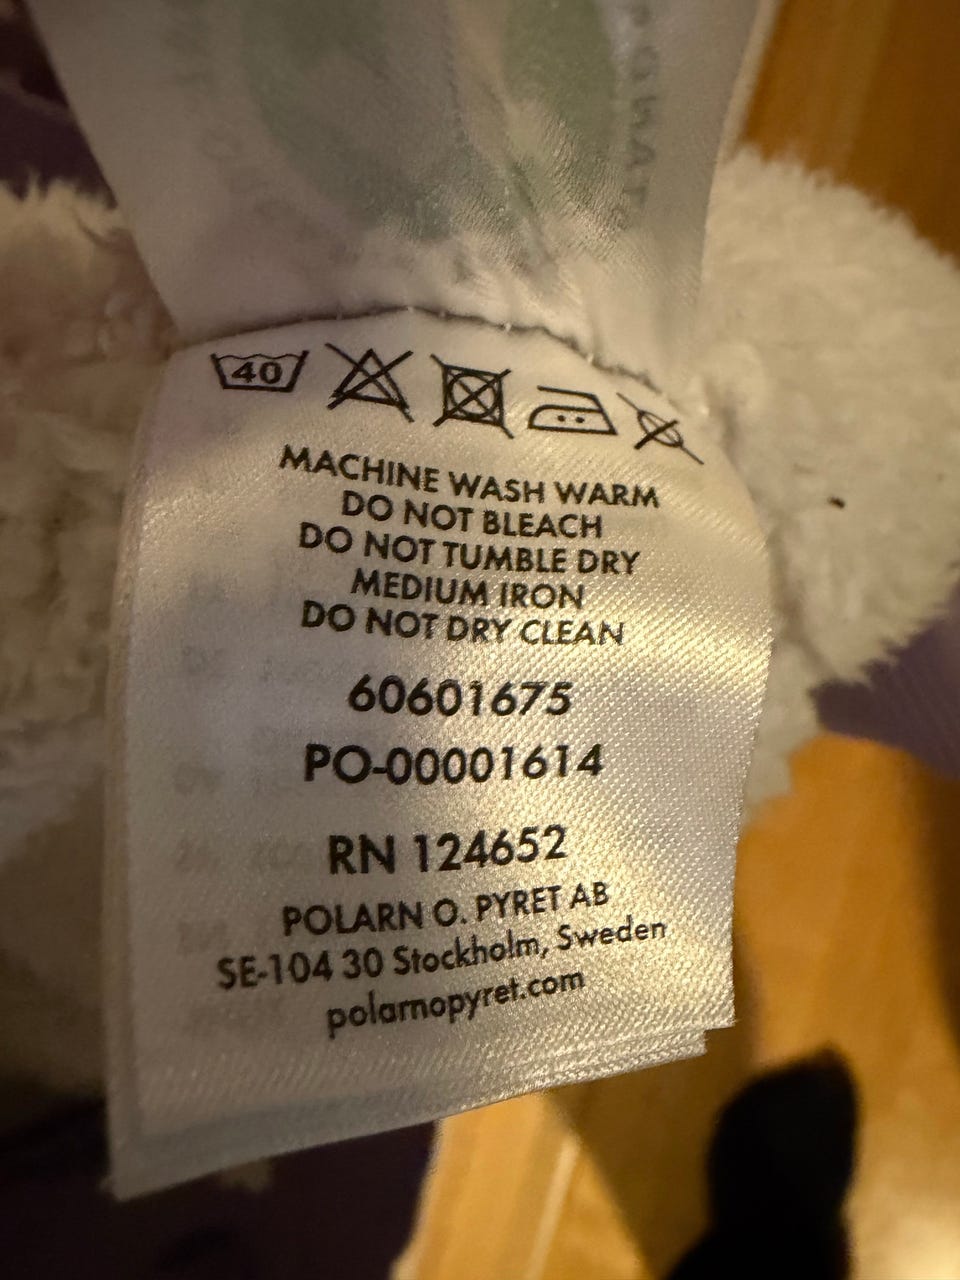 40
MACHINE WASH WARM
DO NOT BLEACH
DO NOT TUMBLE DRY
MEDIUM IRON
DO NOT DRY CLEAN
60601675
PO-00001614
RN 124652
POLARN O. PYRET AB
SE-104 30 Stockholm, Sweden
polarnopyret.com